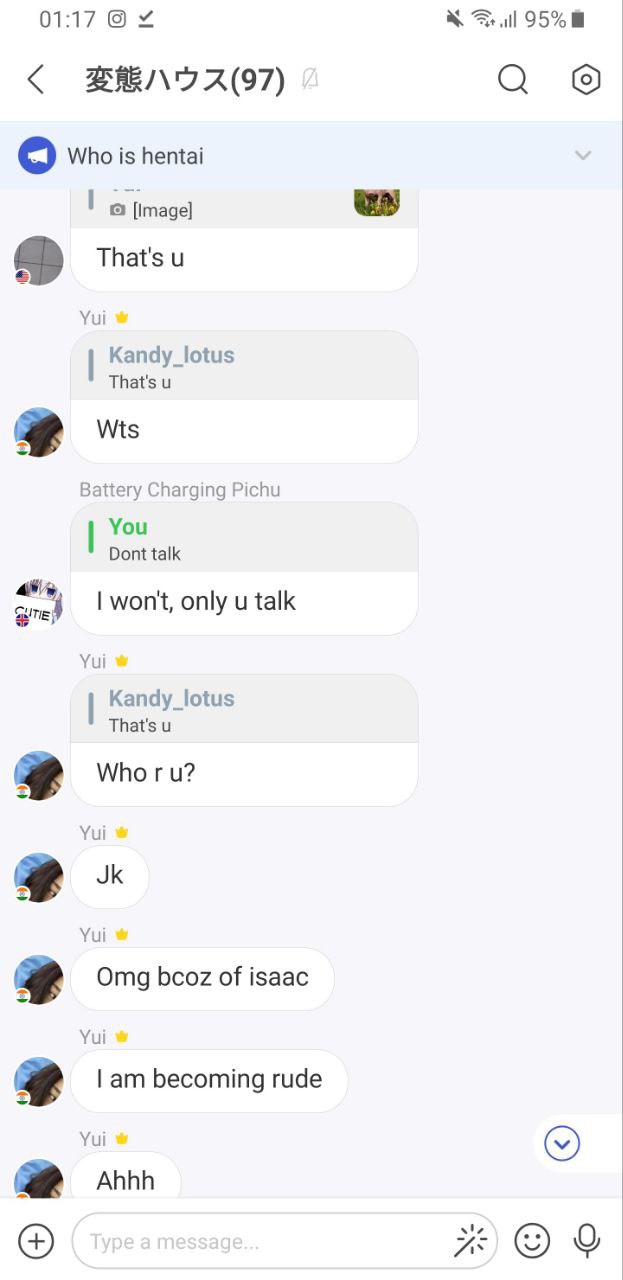 01:17
95%
変態ハウス(97)
Who is hentai
[Image]
That's u
Yui
Kandy_lotus
That's u
Wts
Battery Charging Pichu
You
Dont talk
CUTIE
I won't, only u talk
Yui
Kandy_lotus
That's u
Who r u?
Yui
Jk
Yui
Omg bcoz of isaac
Yui
I am becoming rude
Yui
Ahhh
Type a message...